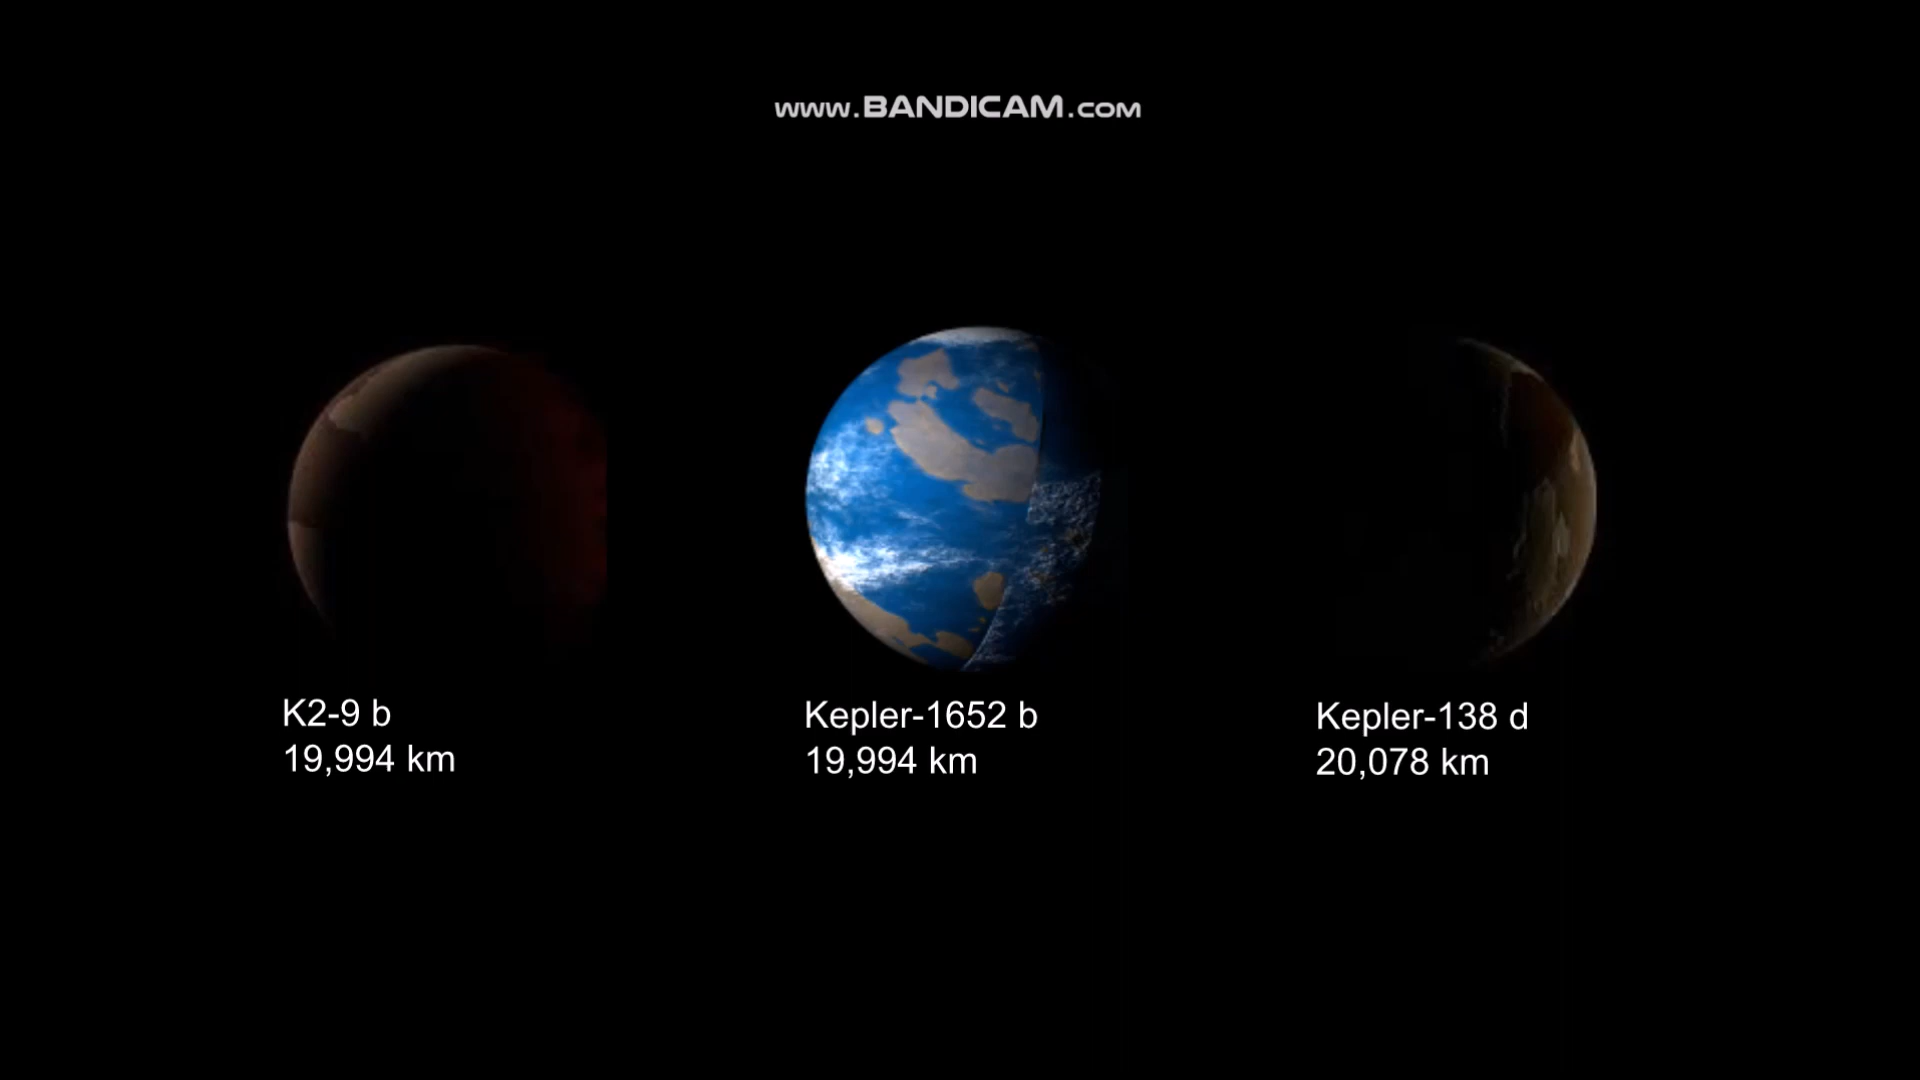 www.BANDICAM.com
K2-9 b
19,994 km
Kepler-1652 b
19,994 km
Kepler-138 d
20,078 km